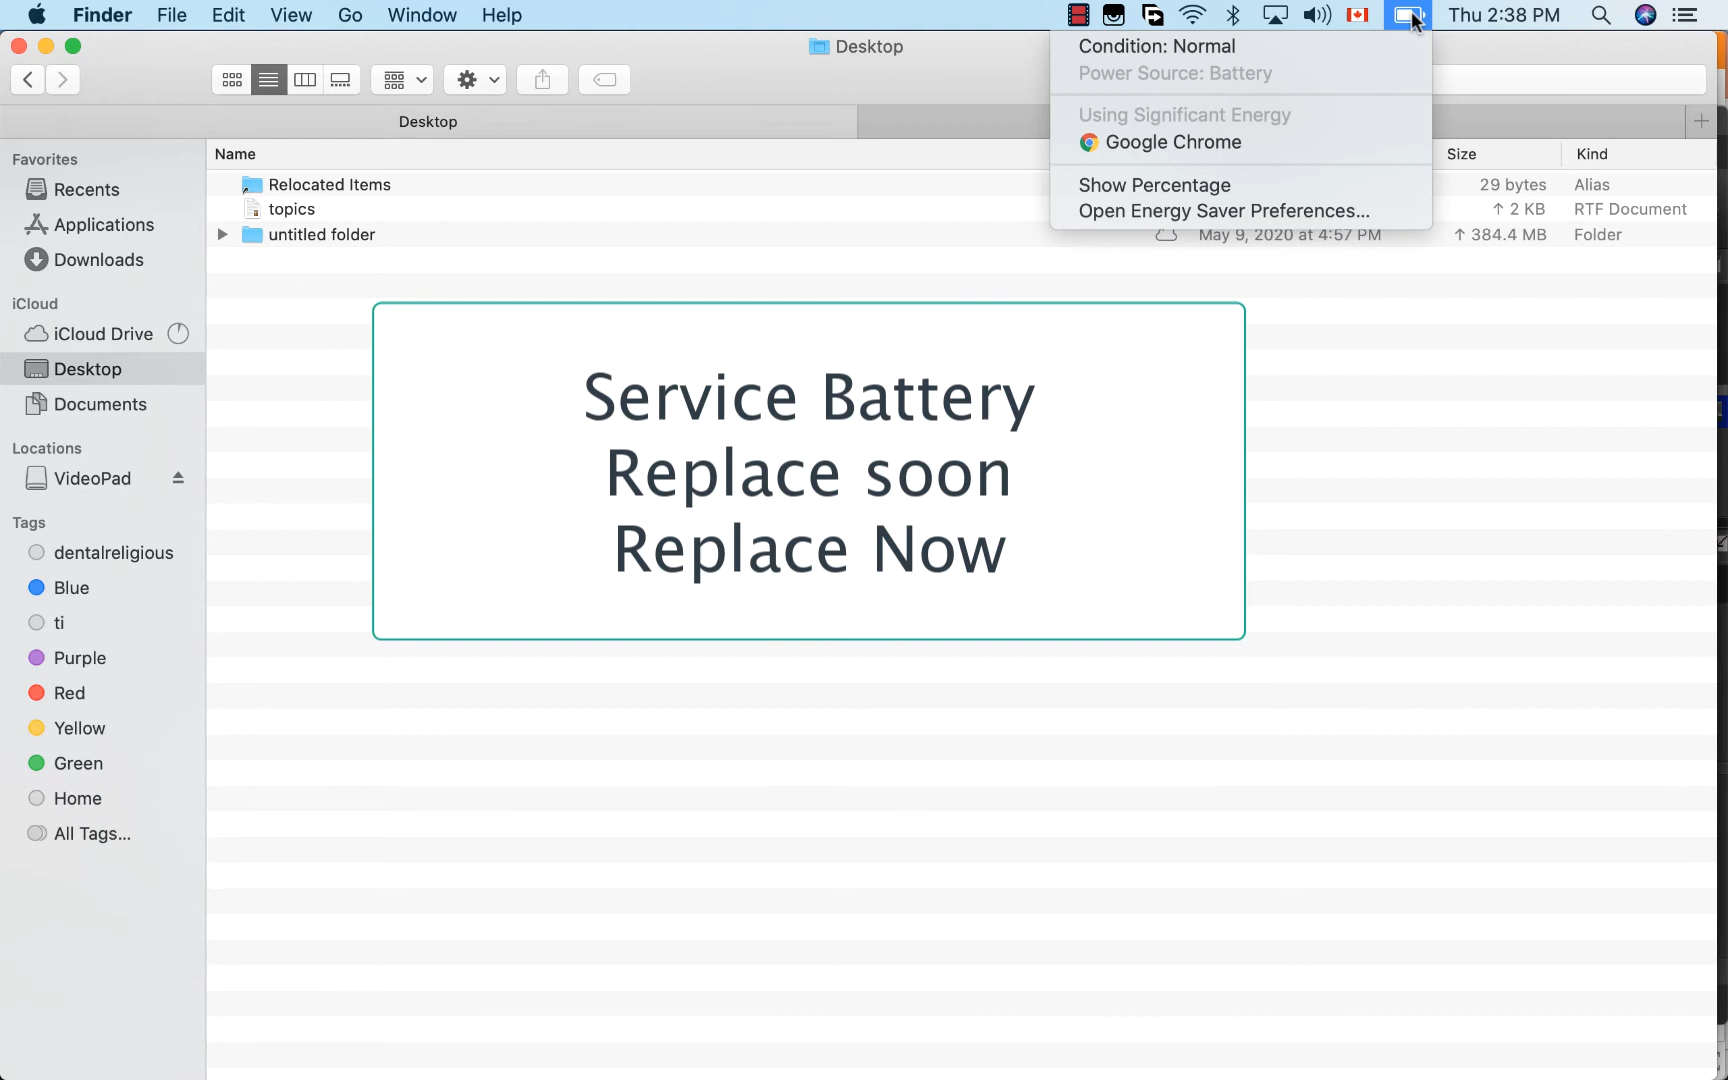 Finder File Edit View Go Window Help Thu 2:38 PM
Desktop
Condition: Normal
Power Source: Battery
Using Significant Energy
Google Chrome
Show Percentage
Open Energy Saver Preferences...
Desktop
Name Size Kind
Relocated Items 29 bytes Alias
topics ↑ 2 KB RTF Document
untitled folder May 9, 2020 at 4:57 PM ↑ 384.4 MB Folder
Favorites
Recents
Applications
Downloads
iCloud
iCloud Drive
Desktop
Documents
Locations
VideoPad
Tags
dentalreligious
Blue
ti
Purple
Red
Yellow
Green
Home
All Tags...
Service Battery
Replace soon
Replace Now